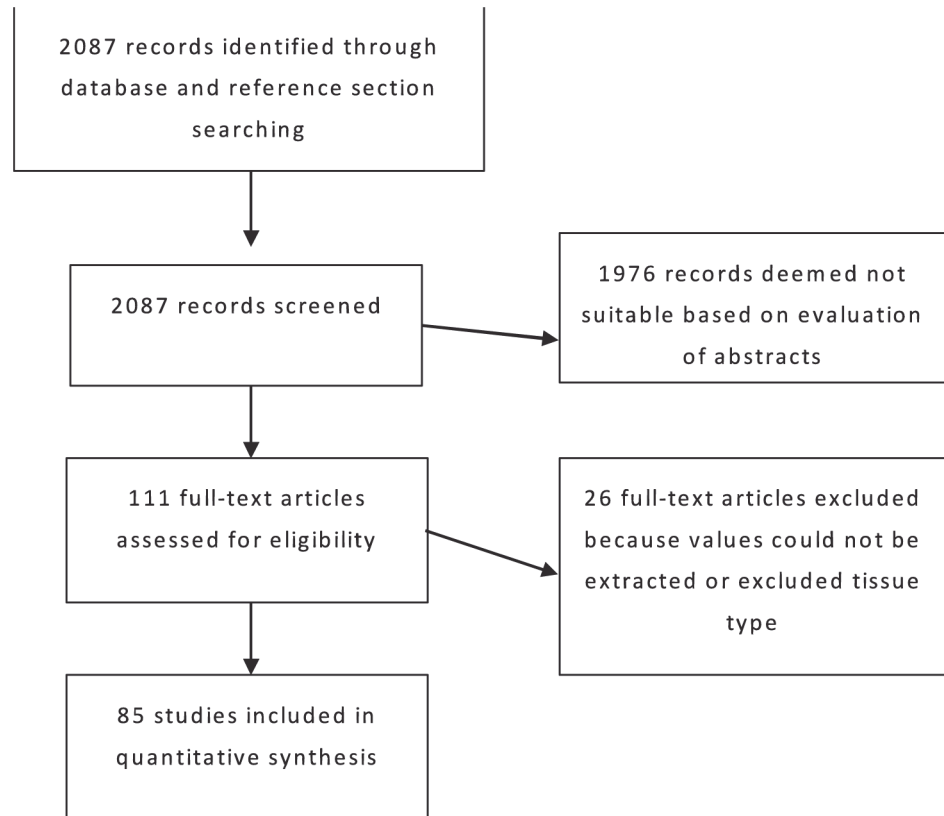 2087 records identified through
database and reference section
searching
2087 records screened
1976 records deemed not
suitable based on evaluation
of abstracts
111 full-text articles
assessed for eligibility
26 full-text articles excluded
because values could not be
extracted or excluded tissue
type
85 studies included in
quantitative synthesis